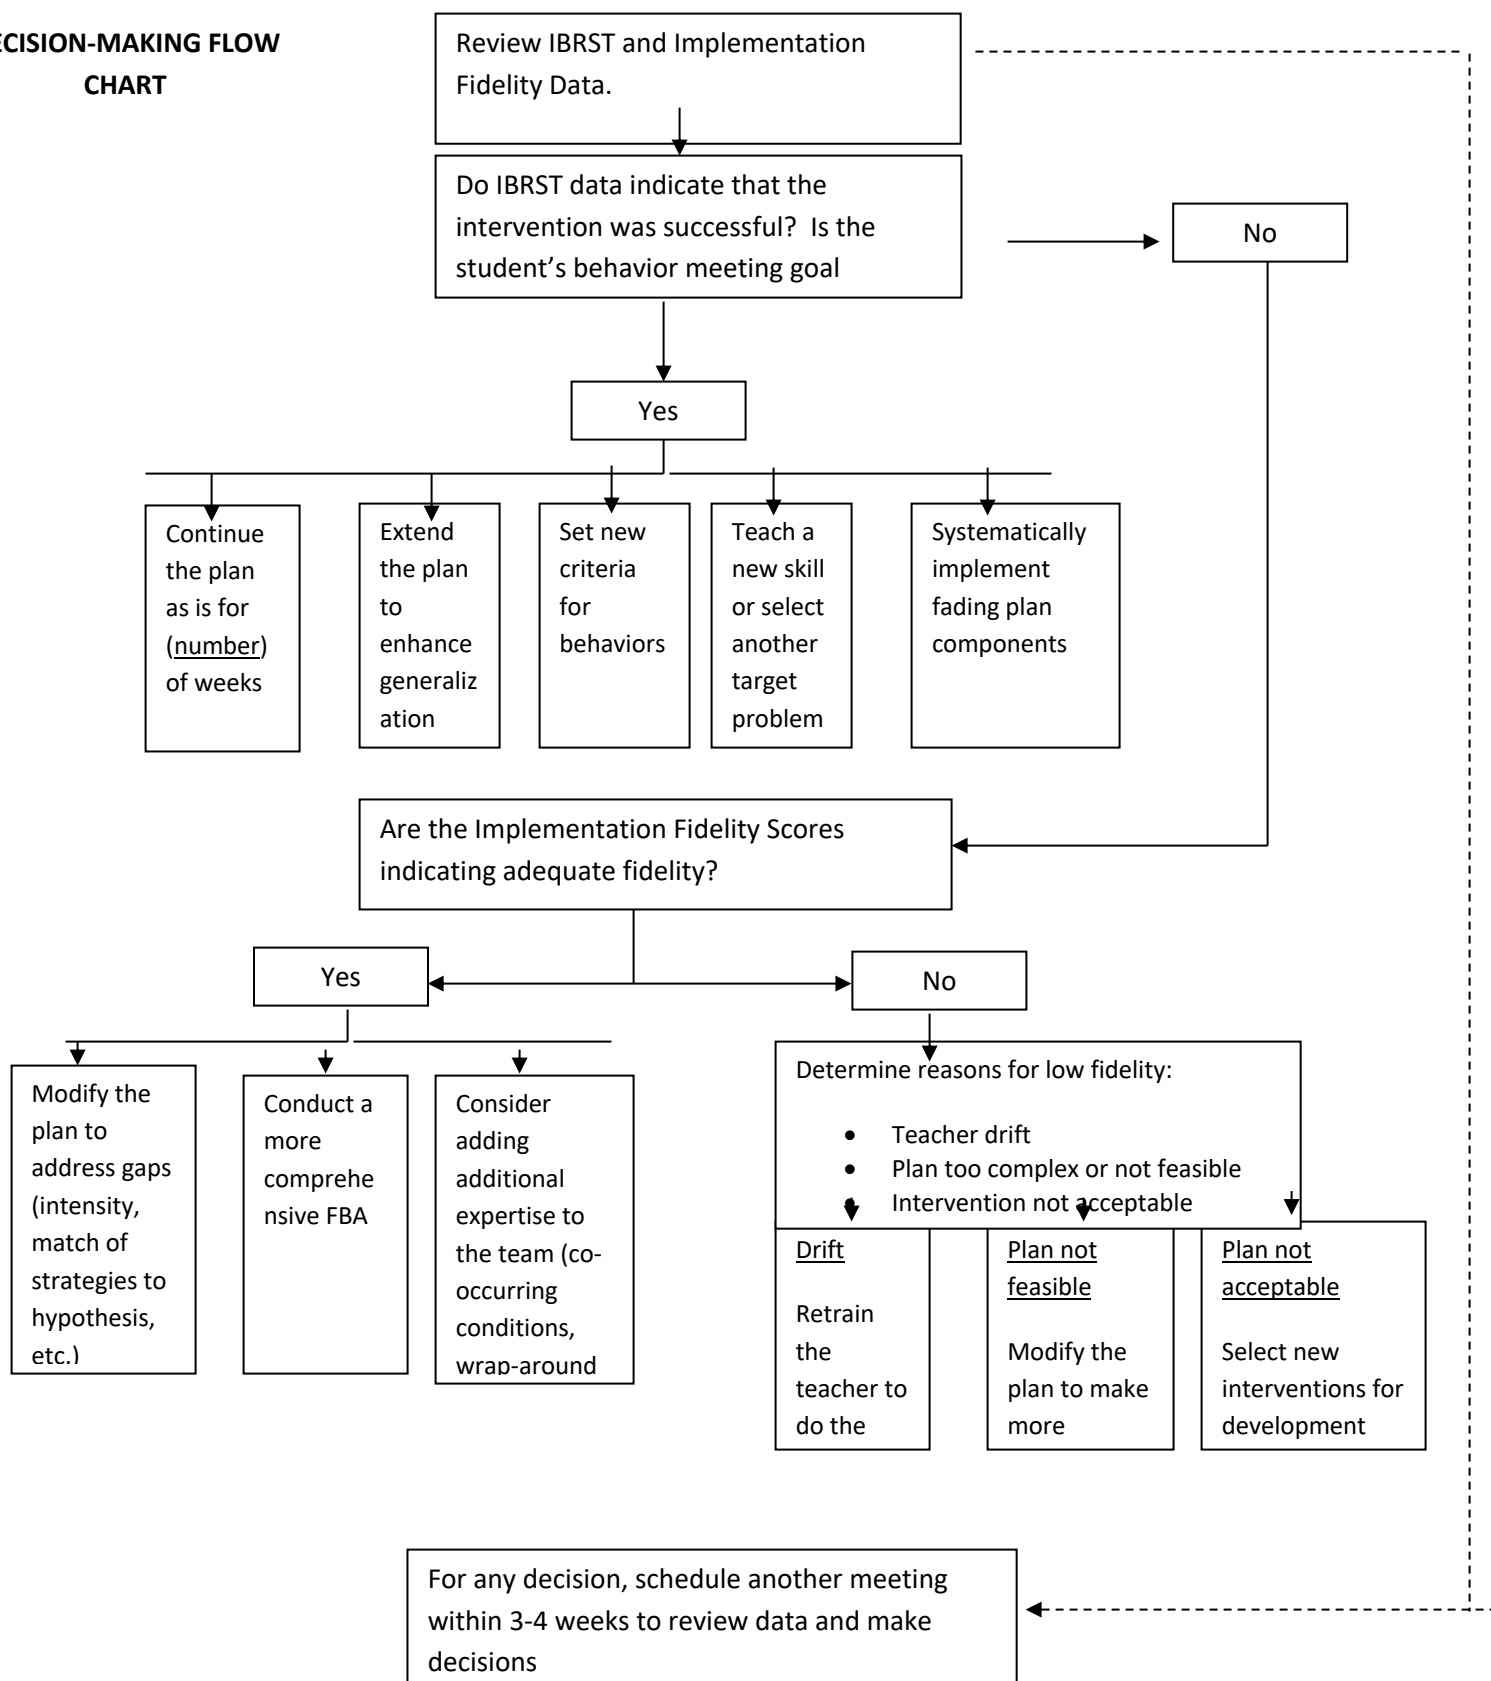 ECISION-MAKING FLOW
CHART
Review IBRST and Implementation
Fidelity Data.
Do IBRST data indicate that the
intervention was successful?  Is the
student's behavior meeting goal
No
Yes
Continue
the plan
as is for
(number)
of weeks
Extend
the plan
to
enhance
generaliz
ation
Set new
criteria
for
behaviors
Teach a
new skill
or select
another
target
problem
Systematically
implement
fading plan
components
Are the Implementation Fidelity Scores
indicating adequate fidelity?
Yes
No
Modify the
plan to
address gaps
(intensity,
match of
strategies to
hypothesis,
etc.)
Conduct a
more
comprehe
nsive FBA
Consider
adding
additional
expertise to
the team (co-
occurring
conditions,
wrap-around
Determine reasons for low fidelity:
• Teacher drift
• Plan too complex or not feasible
• Intervention not acceptable
Drift
Retrain
the
teacher to
do the
Plan not
feasible
Modify the
plan to make
more
Plan not
acceptable
Select new
interventions for
development
For any decision, schedule another meeting
within 3-4 weeks to review data and make
decisions